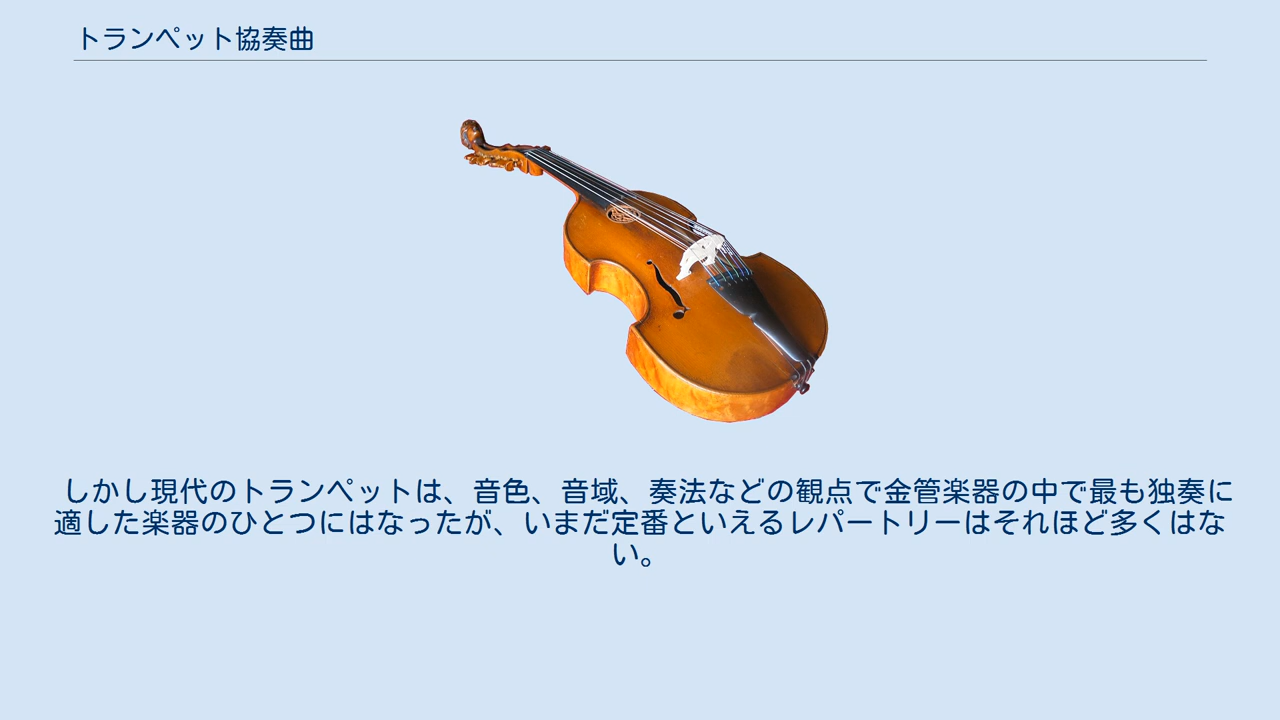 トランペット協奏曲
しかし現代のトランペットは、音色、音域、奏法などの観点で金管楽器の中で最も独奏に
適した楽器のひとつにはなったが、いまだ定番といえるレパートリーはそれほど多くはな
い。